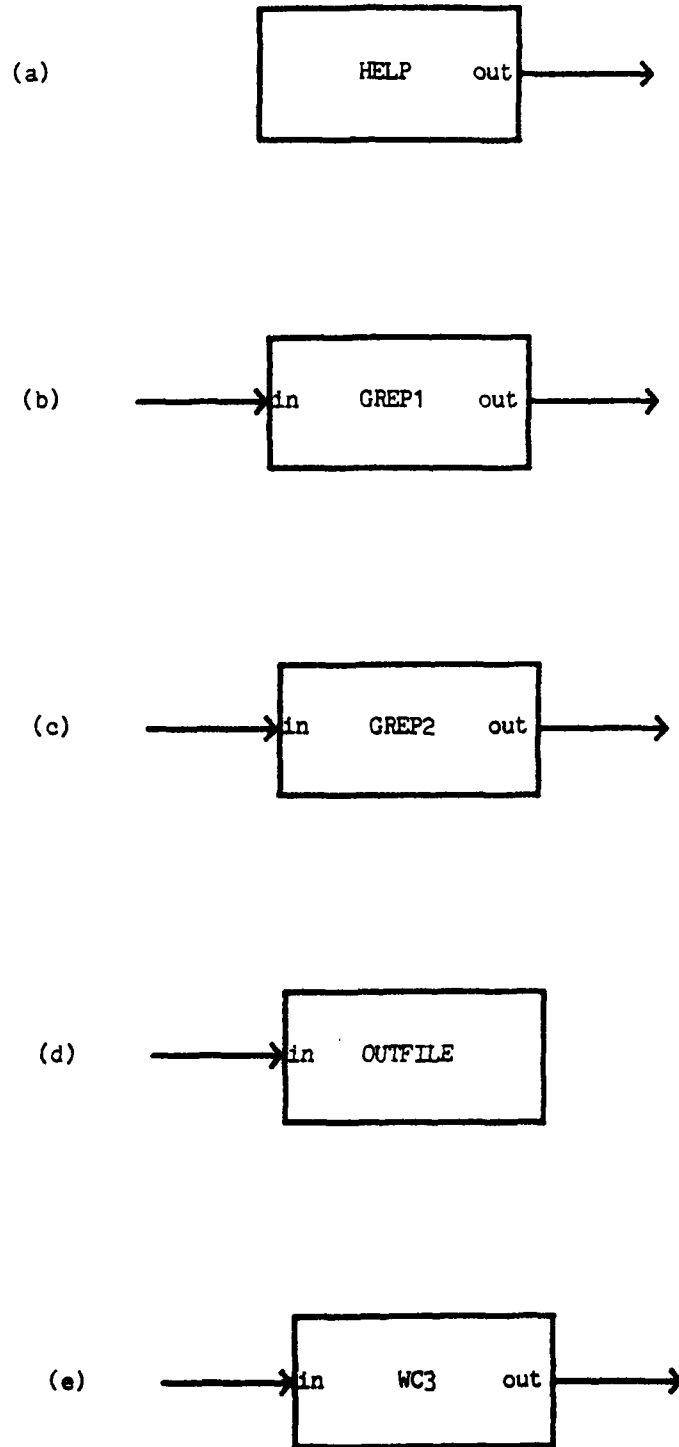 (a) HELP out
(b) in GREP1 out
(c) in GREP2 out
(d) in OUTFILE
(e) in WC3 out